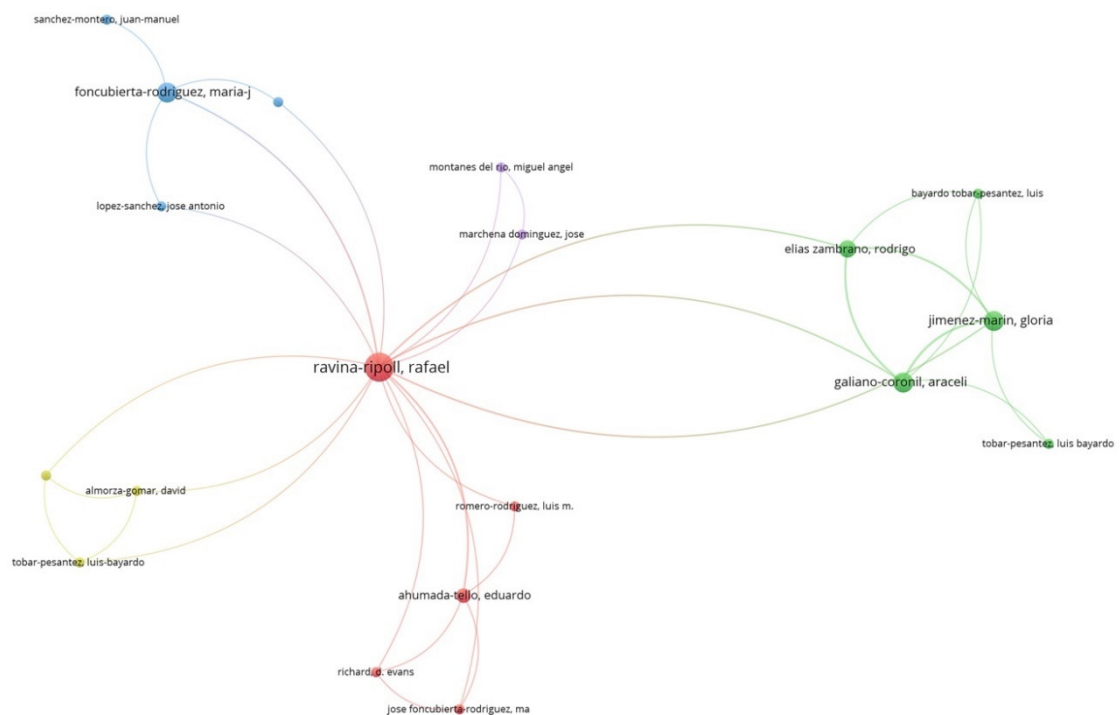 sanchez-montero, juan-manuel
foncubierta-rodriguez, maria-j
montanes del rio, miguel angel
bayardo tobar-pesantez, luis
lopez-sanchez, jose antonio
marchena dominguez, jose
elias zambrano, rodrigo
jimenez-marin, gloria
ravina-ripoll, rafael
galiano-coronil, araceli
tobar-pesantez, luis bayardo
almorza-gomar, david
romero-rodriguez, luis m.
tobar-pesantez, luis-bayardo
ahumada-tello, eduardo
richard, d. evans
jose foncubierta-rodriguez, ma